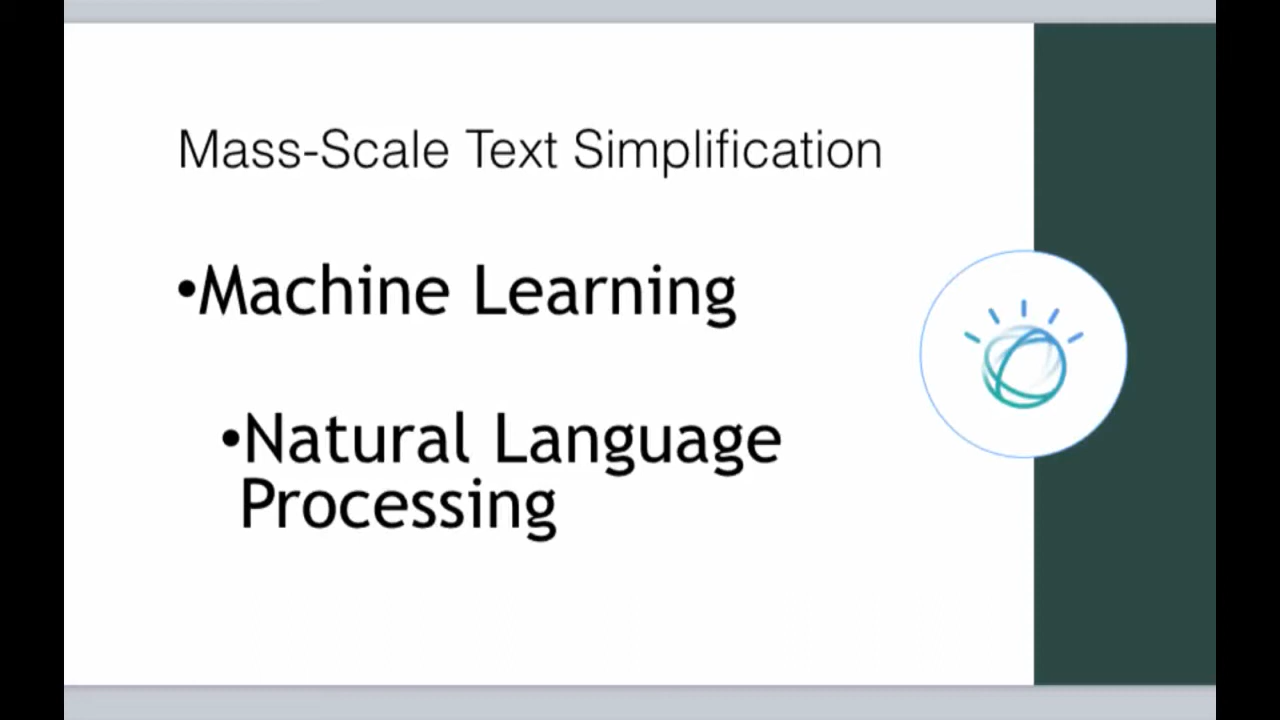 Mass-Scale Text Simplification
•Machine Learning
•Natural Language
Processing